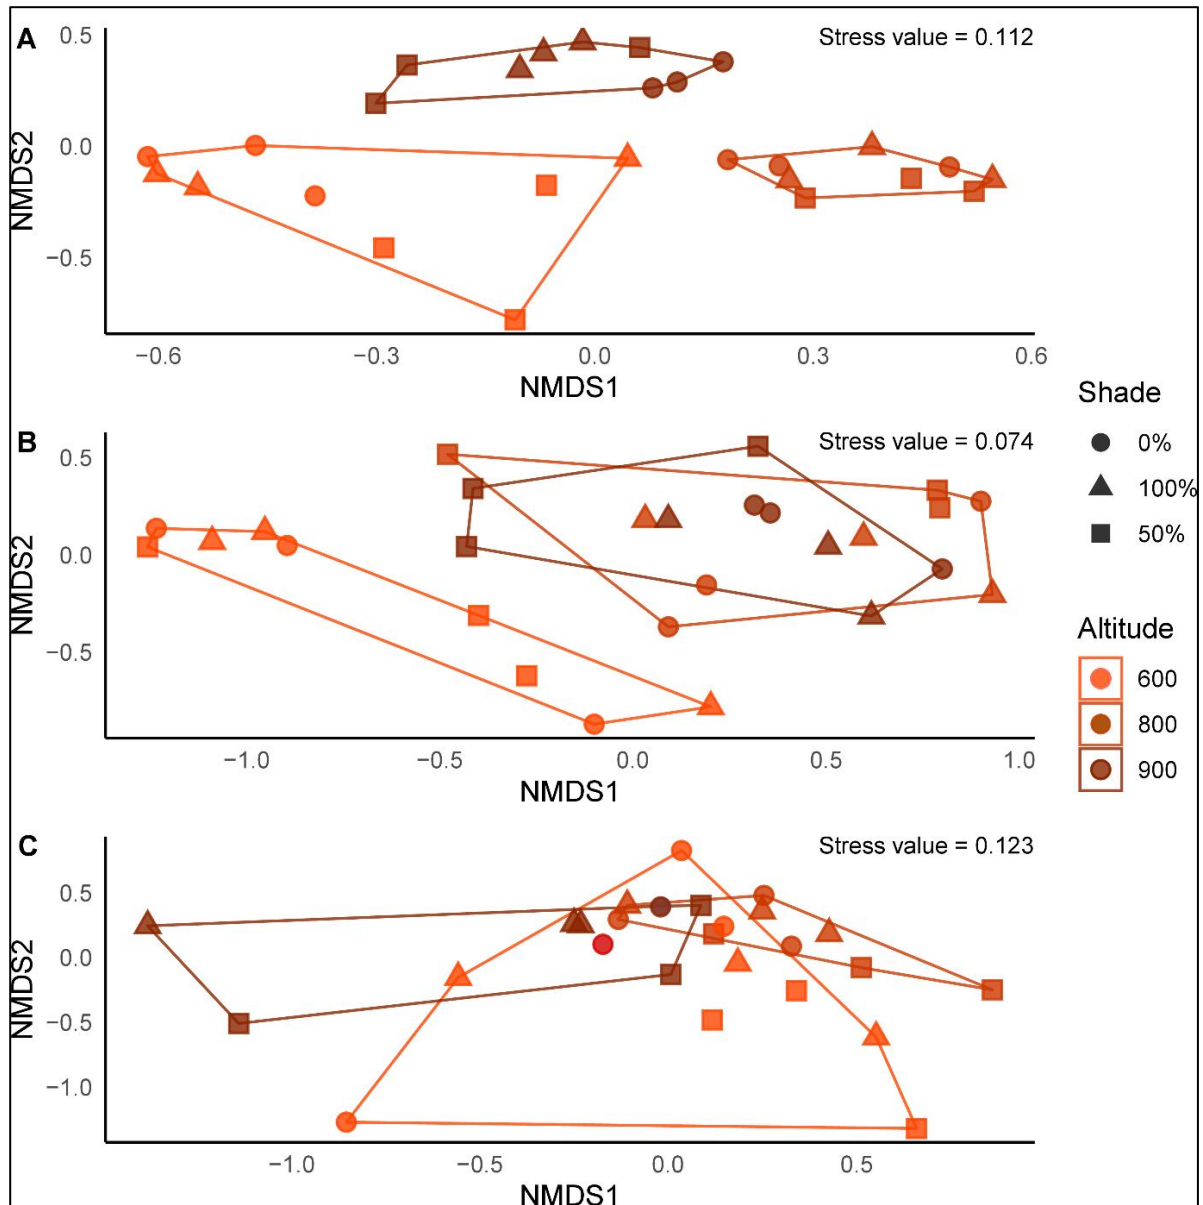 A
Stress value = 0.112
0.5
0.0
−0.5
NMDS2
−0.6 −0.3 0.0 0.3 0.6
NMDS1
B
Stress value = 0.074
0.5
0.0
−0.5
NMDS2
−1.0 −0.5 0.0 0.5 1.0
NMDS1
C
Stress value = 0.123
0.5
0.0
−0.5
−1.0
NMDS2
−1.0 −0.5 0.0 0.5
NMDS1
Shade
0%
100%
50%
Altitude
600
800
900